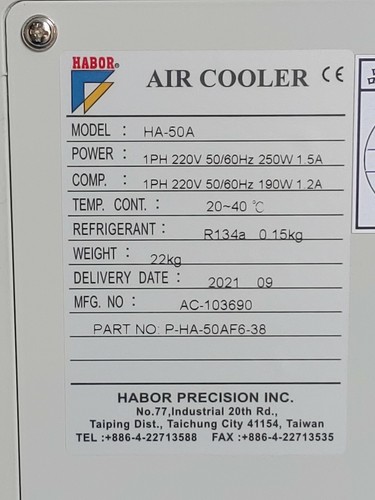 HABOR®
AIR COOLER CE
MODEL : HA-50A
POWER : 1PH 220V 50/60Hz 250W 1.5A
COMP. : 1PH 220V 50/60Hz 190W 1.2A
TEMP. CONT. : 20~40 ℃
REFRIGERANT : R134a 0.15kg
WEIGHT : 22kg
DELIVERY DATE : 2021 09
MFG. NO : AC-103690
PART NO: P-HA-50AF6-38
HABOR PRECISION INC.
No.77,Industrial 20th Rd.,
Taiping Dist., Taichung City 41154, Taiwan
TEL :+886-4-22713588 FAX :+886-4-22713535